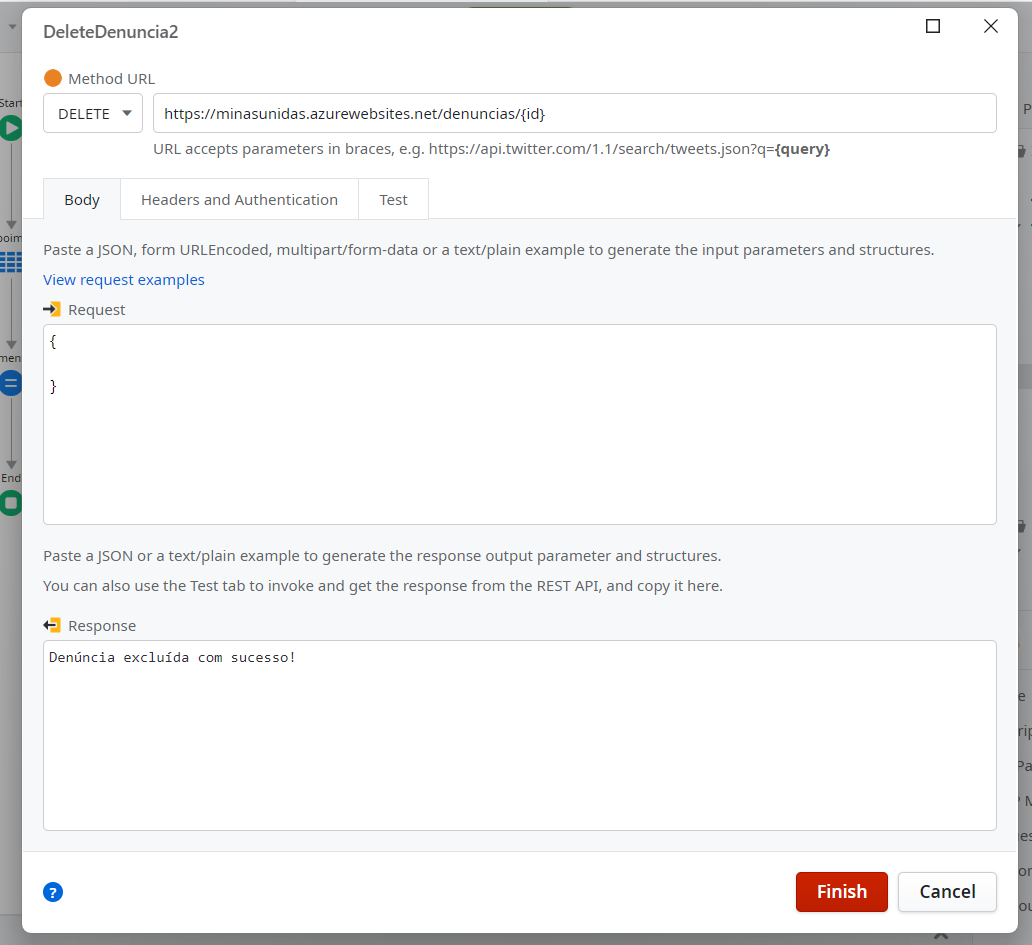 DeleteDenuncia2
Method URL
DELETE
https://minasunidas.azurewebsites.net/denuncias/{id}
URL accepts parameters in braces, e.g. https://api.twitter.com/1.1/search/tweets.json?q={query}
Body
Headers and Authentication
Test
Paste a JSON, form URLEncoded, multipart/form-data or a text/plain example to generate the input parameters and structures.
View request examples
Request
{
}
Paste a JSON or a text/plain example to generate the response output parameter and structures.
You can also use the Test tab to invoke and get the response from the REST API, and copy it here.
Response
Denúncia excluída com sucesso!
?
Finish
Cancel
Start
End